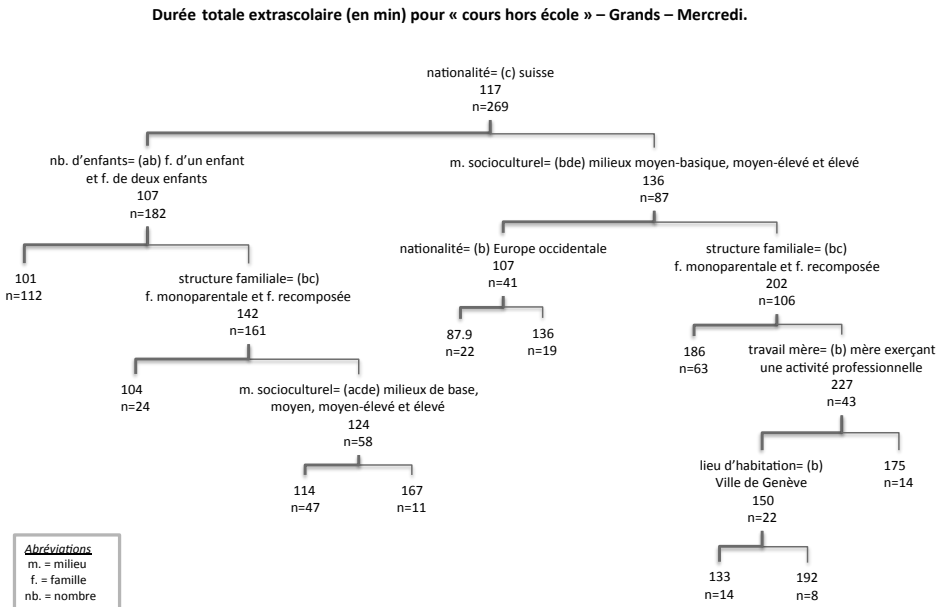 Durée totale extrascolaire (en min) pour « cours hors école » – Grands – Mercredi.
nationalité= (c) suisse
117
n=269
nb. d'enfants= (ab) f. d'un enfant
et f. de deux enfants
107
n=182
m. socioculturel= (bde) milieux moyen-basique, moyen-élevé et élevé
136
n=87
101
n=112
structure familiale= (bc)
f. monoparentale et f. recomposée
142
n=161
nationalité= (b) Europe occidentale
107
n=41
structure familiale= (bc)
f. monoparentale et f. recomposée
202
n=106
104
n=24
m. socioculturel= (acde) milieux de base,
moyen, moyen-élevé et élevé
124
n=58
87.9
n=22
136
n=19
186
n=63
travail mère= (b) mère exerçant
une activité professionnelle
227
n=43
114
n=47
167
n=11
lieu d'habitation= (b)
Ville de Genève
150
n=22
175
n=14
133
n=14
192
n=8
Abréviations
m. = milieu
f. = famille
nb. = nombre